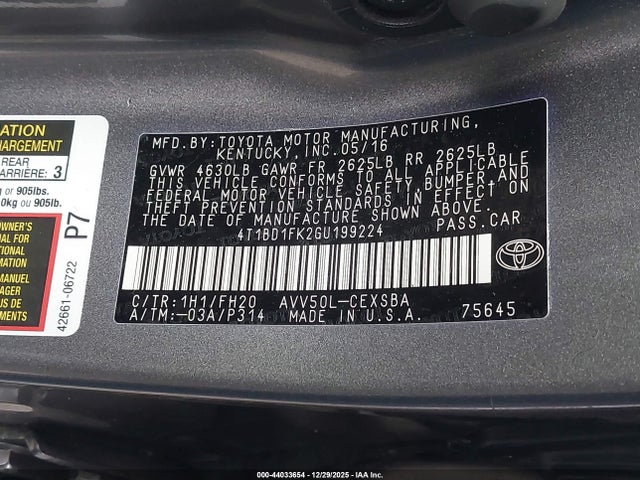 ATION
HARGEMENT
REAR
ARRIÈRE: 3
g or 905lbs.
0kg ou 905lb.
OWNER'S
NUAL FOR
TIONAL
ORMATION
MANUEL
AGER
R PLUS
42661-06722 P7
MFD. BY: TOYOTA MOTOR MANUFACTURING,
KENTUCKY, INC. 05/16
GVWR 4630LB GAWR FR 2625LB RR 2625LB
THIS VEHICLE CONFORMS TO ALL APPLICABLE
FEDERAL MOTOR VEHICLE SAFETY, BUMPER, AND
THEFT PREVENTION STANDARDS IN EFFECT ON
THE DATE OF MANUFACTURE SHOWN ABOVE.
4T1BD1FK2GU199224 PASS. CAR
C/TR: 1H1/FH20 AVV50L-CEXSBA
A/TM: -03A/P314 MADE IN U.S.A. 75645
000-44033654 / 12/29/2025 - IAA Inc.